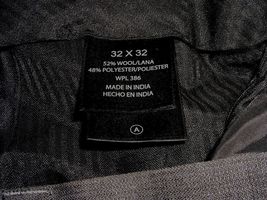 32 X 32
52% WOOL/LANA
48% POLYESTER/POLIESTER
WPL 386
MADE IN INDIA
HECHO EN INDIA
A